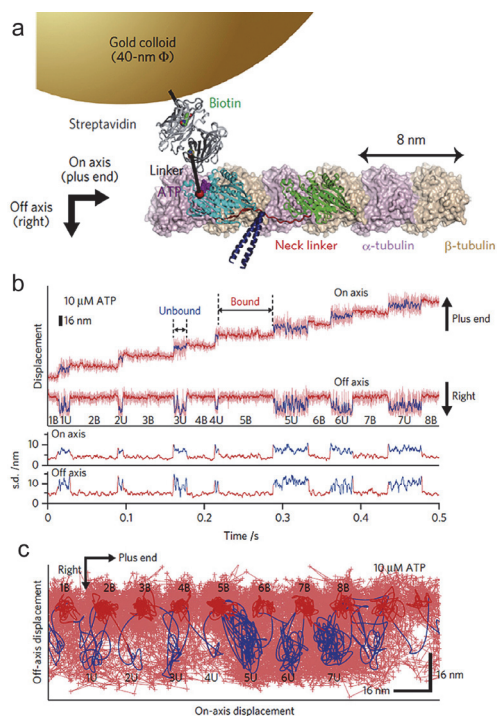 a
Gold colloid
(40-nm Φ)
Biotin
Streptavidin
On axis
(plus end)
Linker
ATP
8 nm
Off axis
(right)
Neck linker
α-tubulin
β-tubulin
b
10 μM ATP
16 nm
Unbound
Bound
On axis
Plus end
Displacement
Off axis
Right
1B 1U 2B 2U 3B 3U 4B 4U 5B 5U 6B 6U 7B 7U 8B
On axis
10
0
Off axis
10
0
s.d. /nm
0 0.1 0.2 0.3 0.4 0.5
Time /s
c
Right
Plus end
10 μM ATP
1B 2B 3B 4B 5B 6B 7B 8B
Off-axis displacement
1U 2U 3U 4U 5U 6U 7U
16 nm
16 nm
On-axis displacement